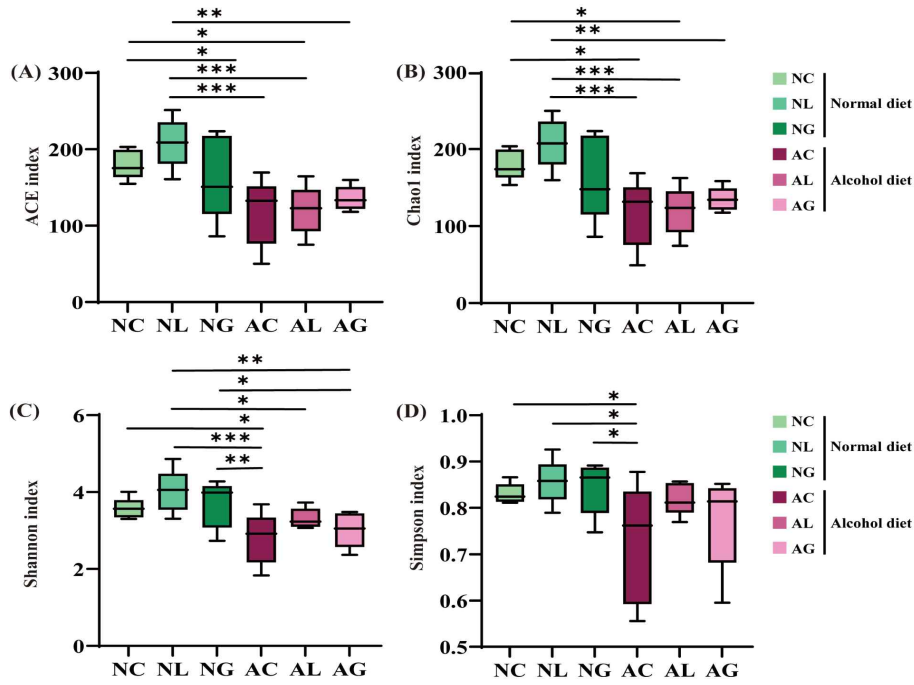 (A)
**
*
*
***
***
ACE index
300
200
100
0
NC NL NG AC AL AG
(B)
*
**
*
***
***
Chao1 index
300
200
100
0
NC NL NG AC AL AG
NC
NL
NG
Normal diet
AC
AL
AG
Alcohol diet
(C)
**
*
*
*
***
**
Shannon index
6
4
2
0
NC NL NG AC AL AG
(D)
*
*
*
Simpson index
1.0
0.9
0.8
0.7
0.6
0.5
NC NL NG AC AL AG
NC
NL
NG
Normal diet
AC
AL
AG
Alcohol diet